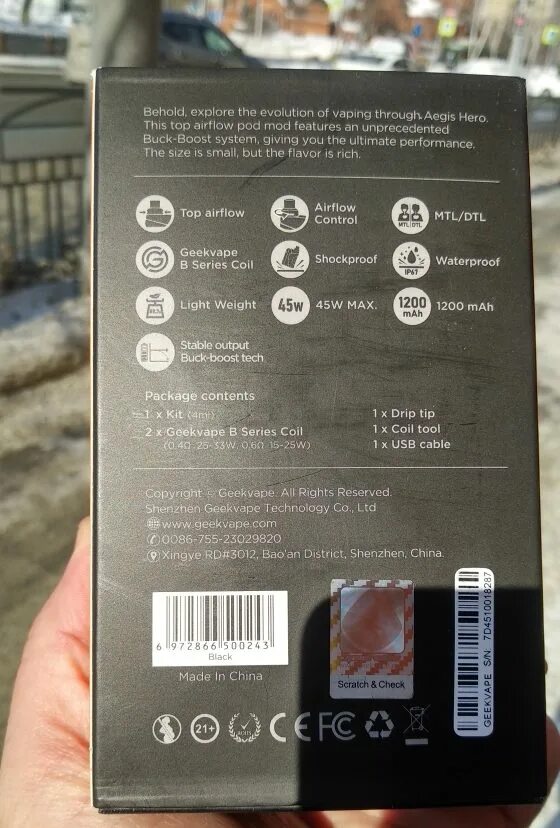 Behold, explore the evolution of vaping through Aegis Hero.
This top airflow pod mod features an unprecedented
Buck-Boost system, giving you the ultimate performance.
The size is small, but the flavor is rich.
Top airflow
Airflow
Control
MTL DTL
MTL/DTL
Geekvape
B Series Coil
Shockproof
IP67
Waterproof
Light Weight
45W
45W MAX.
1200
mAh
1200 mAh
Stable output
Buck-boost tech
Package contents
1 x Kit (4ml)
2 x Geekvape B Series Coil
(0.4Ω 25-33W, 0.6Ω 15-25W)
1 x Drip tip
1 x Coil tool
1 x USB cable
Copyright © Geekvape. All Rights Reserved.
Shenzhen Geekvape Technology Co., Ltd
www.geekvape.com
0086-755-23029820
Xingye RD#3012, Bao'an District, Shenzhen, China.
6 972866 500243
Black
Made In China
Scratch & Check
GEEKVAPE S/N 7D4510018287
21+
ROHS
CE FC